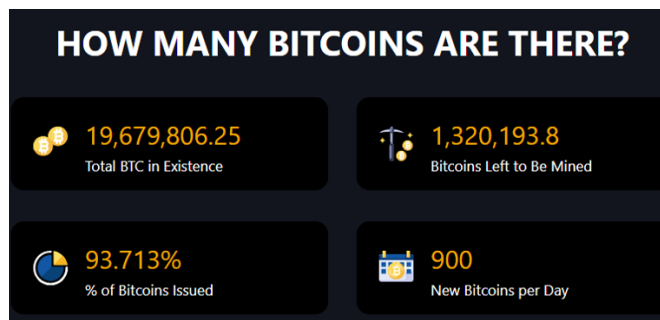 HOW MANY BITCOINS ARE THERE?
19,679,806.25
Total BTC in Existence
1,320,193.8
Bitcoins Left to Be Mined
93.713%
% of Bitcoins Issued
900
New Bitcoins per Day